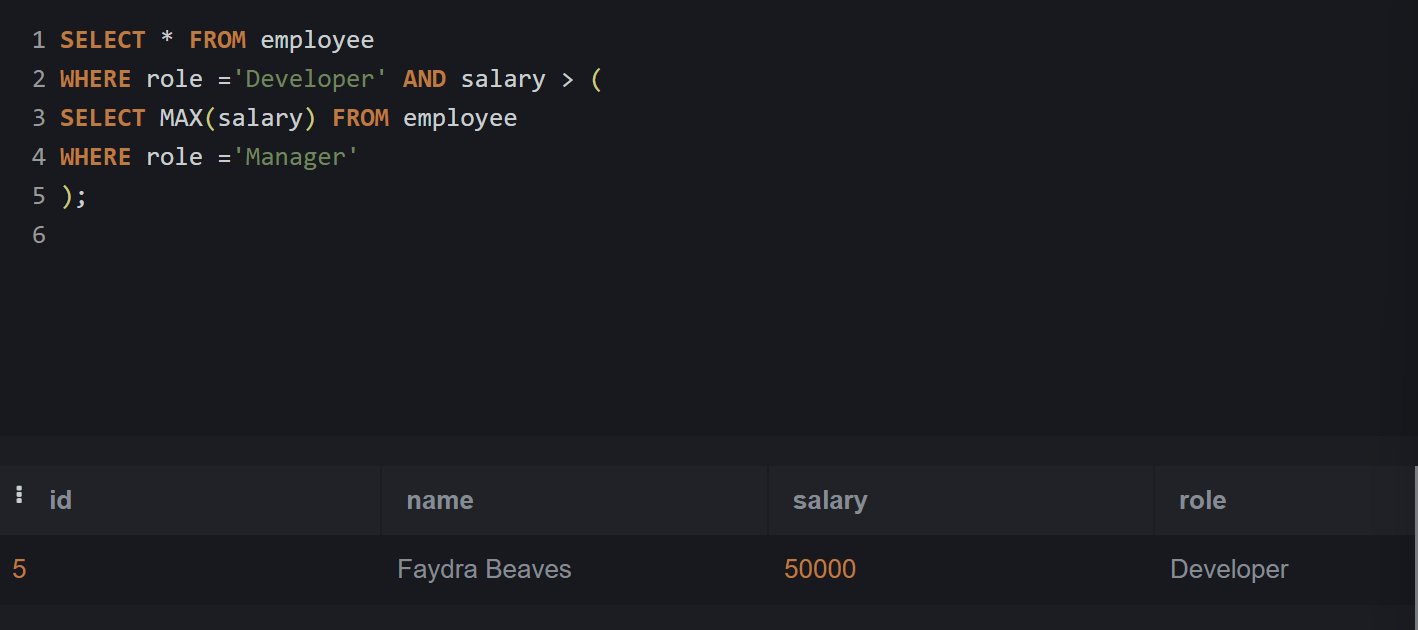 1 SELECT * FROM employee
2 WHERE role ='Developer' AND salary > (
3 SELECT MAX(salary) FROM employee
4 WHERE role ='Manager'
5 );
6
id name salary role
5 Faydra Beaves 50000 Developer